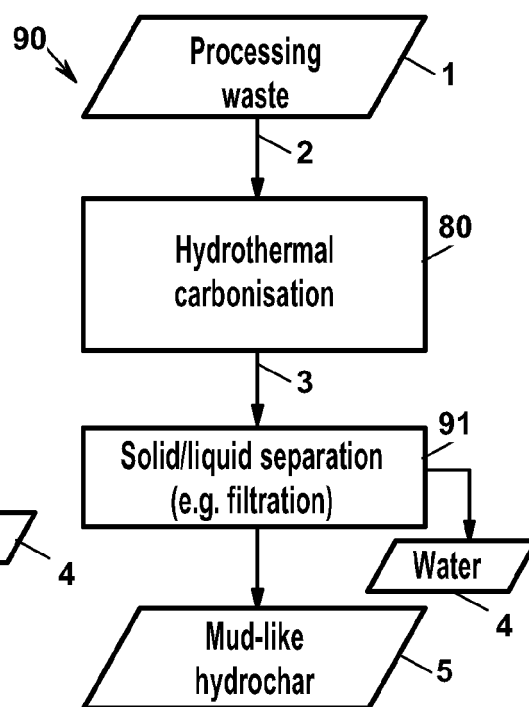 90
Processing
waste
1
2
Hydrothermal
carbonisation
80
3
91
Solid/liquid separation
(e.g. filtration)
4
Water
4
Mud-like
hydrochar
5